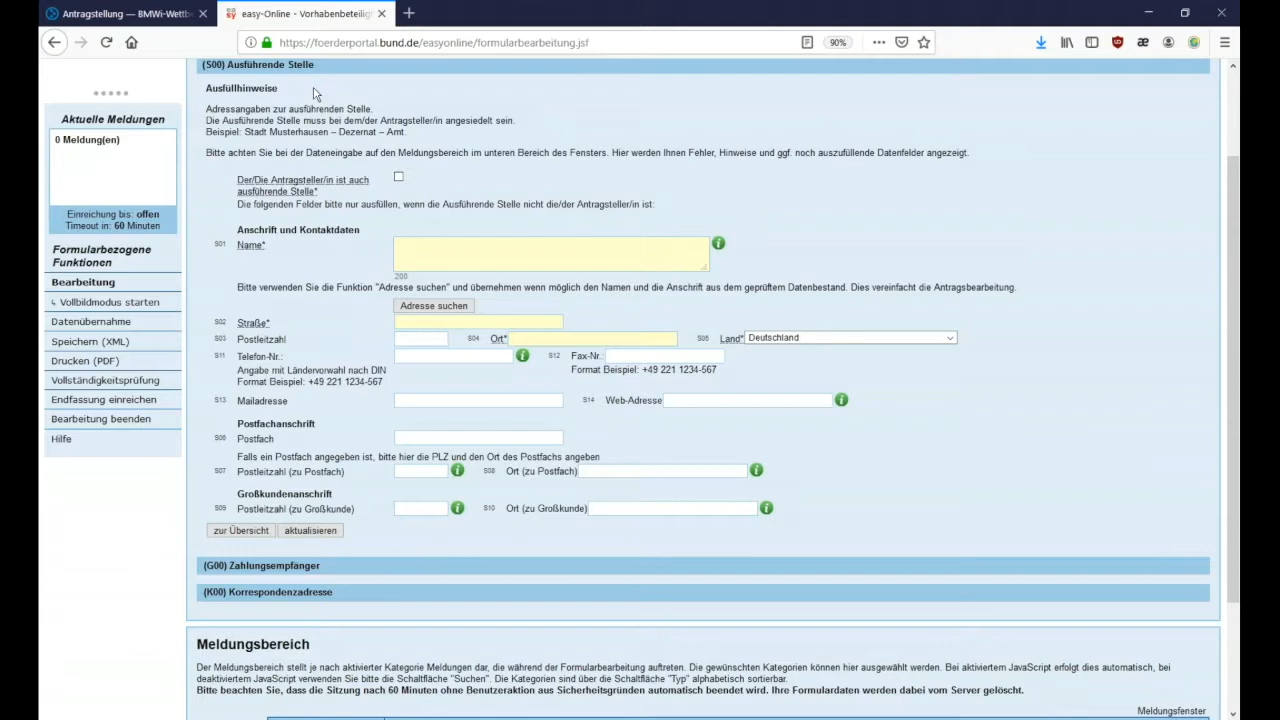 Antragstellung — BMWi-Wettb
easy-Online - Vorhabenbeteilig
https://foerderportal.bund.de/easyonline/formularbearbeitung.jsf
90%
(S00) Ausführende Stelle
Ausfüllhinweise
Adressangaben zur ausführenden Stelle.
Die Ausführende Stelle muss bei dem/der Antragsteller/in angesiedelt sein.
Beispiel: Stadt Musterhausen – Dezernat – Amt.
Bitte achten Sie bei der Dateneingabe auf den Meldungsbereich im unteren Bereich des Fensters. Hier werden Ihnen Fehler, Hinweise und ggf. noch auszufüllende Datenfelder angezeigt.
Der/Die Antragsteller/in ist auch
ausführende Stelle*
Die folgenden Felder bitte nur ausfüllen, wenn die Ausführende Stelle nicht die/der Antragsteller/in ist:
Anschrift und Kontaktdaten
S01 Name*
200
Bitte verwenden Sie die Funktion "Adresse suchen" und übernehmen wenn möglich den Namen und die Anschrift aus dem geprüftem Datenbestand. Dies vereinfacht die Antragsbearbeitung.
Adresse suchen
S02 Straße*
S03 Postleitzahl S04 Ort* S05 Land* Deutschland
S11 Telefon-Nr.: S12 Fax-Nr.:
Angabe mit Ländervorwahl nach DIN Format Beispiel: +49 221 1234-567
Format Beispiel: +49 221 1234-567
S13 Mailadresse S14 Web-Adresse
Postfachanschrift
S06 Postfach
Falls ein Postfach angegeben ist, bitte hier die PLZ und den Ort des Postfachs angeben
S07 Postleitzahl (zu Postfach) S08 Ort (zu Postfach)
Großkundenanschrift
S09 Postleitzahl (zu Großkunde) S10 Ort (zu Großkunde)
zur Übersicht aktualisieren
(G00) Zahlungsempfänger
(K00) Korrespondenzadresse
Meldungsbereich
Der Meldungsbereich stellt je nach aktivierter Kategorie Meldungen dar, die während der Formularbearbeitung auftreten. Die gewünschten Kategorien können hier ausgewählt werden. Bei aktiviertem JavaScript erfolgt dies automatisch, bei
deaktiviertem JavaScript verwenden Sie bitte die Schaltfläche "Suchen". Die Kategorien sind über die Schaltfläche "Typ" alphabetisch sortierbar.
Bitte beachten Sie, dass die Sitzung nach 60 Minuten ohne Benutzeraktion aus Sicherheitsgründen automatisch beendet wird. Ihre Formulardaten werden dabei vom Server gelöscht.
Meldungsfenster
Aktuelle Meldungen
0 Meldung(en)
Einreichung bis: offen
Timeout in: 60 Minuten
Formularbezogene
Funktionen
Bearbeitung
↳ Vollbildmodus starten
Datenübernahme
Speichern (XML)
Drucken (PDF)
Vollständigkeitsprüfung
Endfassung einreichen
Bearbeitung beenden
Hilfe